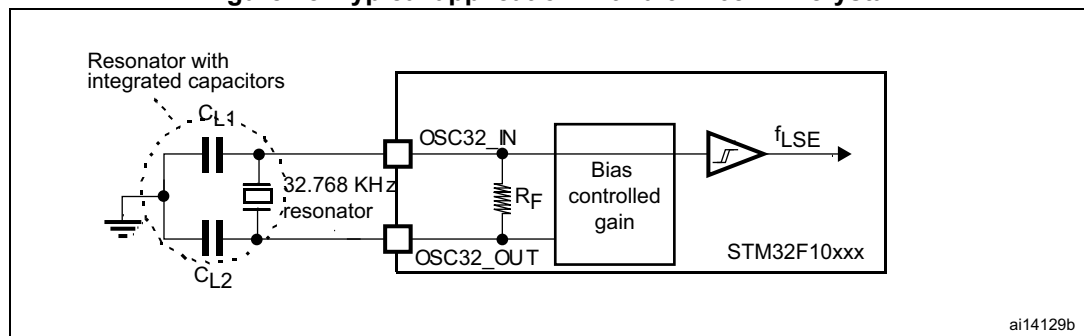 Resonator with
integrated capacitors
CL1
OSC32_IN
fLSE
32.768 KHz
resonator
RF
Bias
controlled
gain
OSC32_OUT
STM32F10xxx
CL2
ai14129b